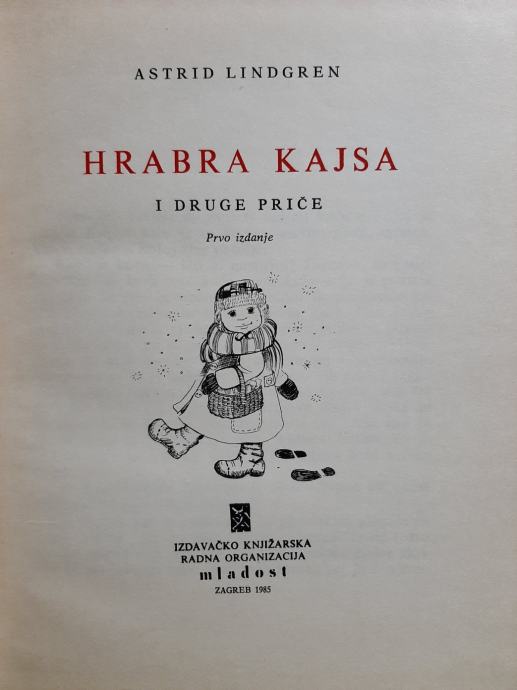 ASTRID LINDGREN
HRABRA KAJSA
I DRUGE PRIČE
Prvo izdanje
IZDAVAČKO KNJIŽARSKA
RADNA ORGANIZACIJA
mladost
ZAGREB 1985